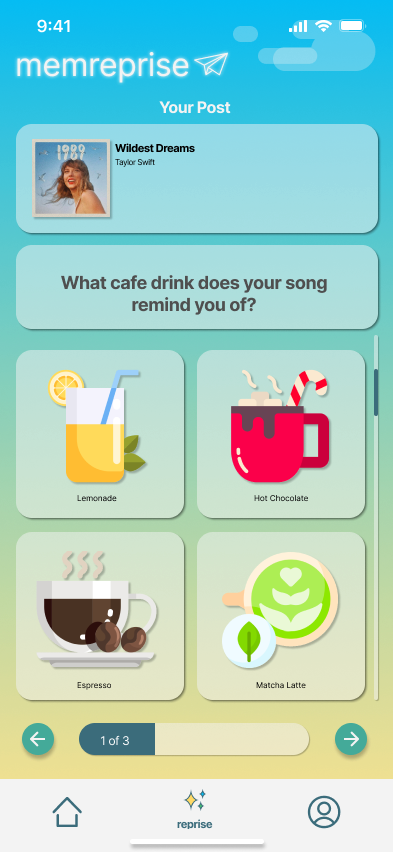 9:41
memreprise
Your Post
1989
Wildest Dreams
Taylor Swift
What cafe drink does your song
remind you of?
Lemonade
Hot Chocolate
Espresso
Matcha Latte
1 of 3
reprise